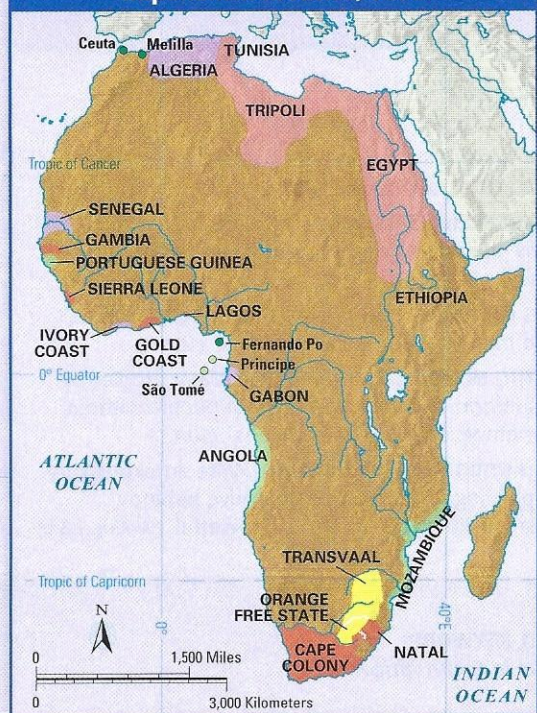 Ceuta
Melilla
TUNISIA
ALGERIA
TRIPOLI
Tropic of Cancer
EGYPT
SENEGAL
GAMBIA
PORTUGUESE GUINEA
SIERRA LEONE
ETHIOPIA
LAGOS
IVORY
COAST
GOLD
COAST
Fernando Po
Principe
0° Equator
São Tomé
GABON
ANGOLA
ATLANTIC
OCEAN
MOZAMBIQUE
TRANSVAAL
Tropic of Capricorn
ORANGE
FREE STATE
N
0°
40°E
CAPE
COLONY
NATAL
0 1,500 Miles
0 3,000 Kilometers
INDIAN
OCEAN